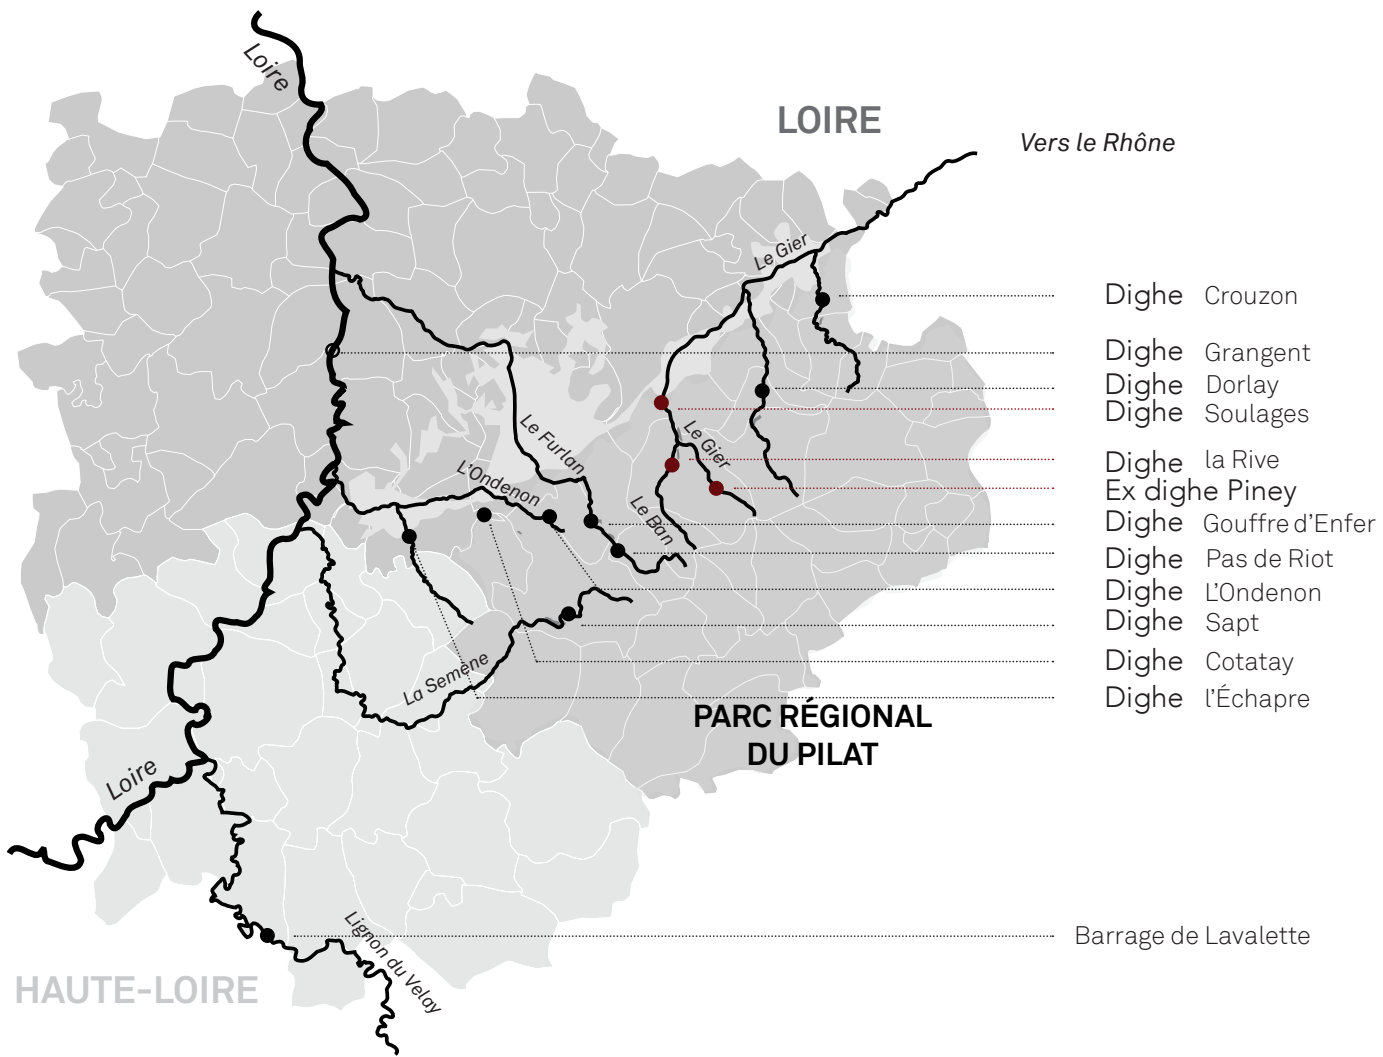 Loire
LOIRE
Vers le Rhône
Le Gier
Dighe Crouzon
Dighe Grangent
Dighe Dorlay
Dighe Soulages
Le Furlan
Le Gier
L'Ondenon
Dighe la Rive
Ex dighe Piney
Le Ban
Dighe Gouffre d'Enfer
Dighe Pas de Riot
Dighe L'Ondenon
Dighe Sapt
La Semène
Dighe Cotatay
Dighe l'Échapre
PARC RÉGIONAL
DU PILAT
Loire
Lignon du Velay
Barrage de Lavalette
HAUTE-LOIRE